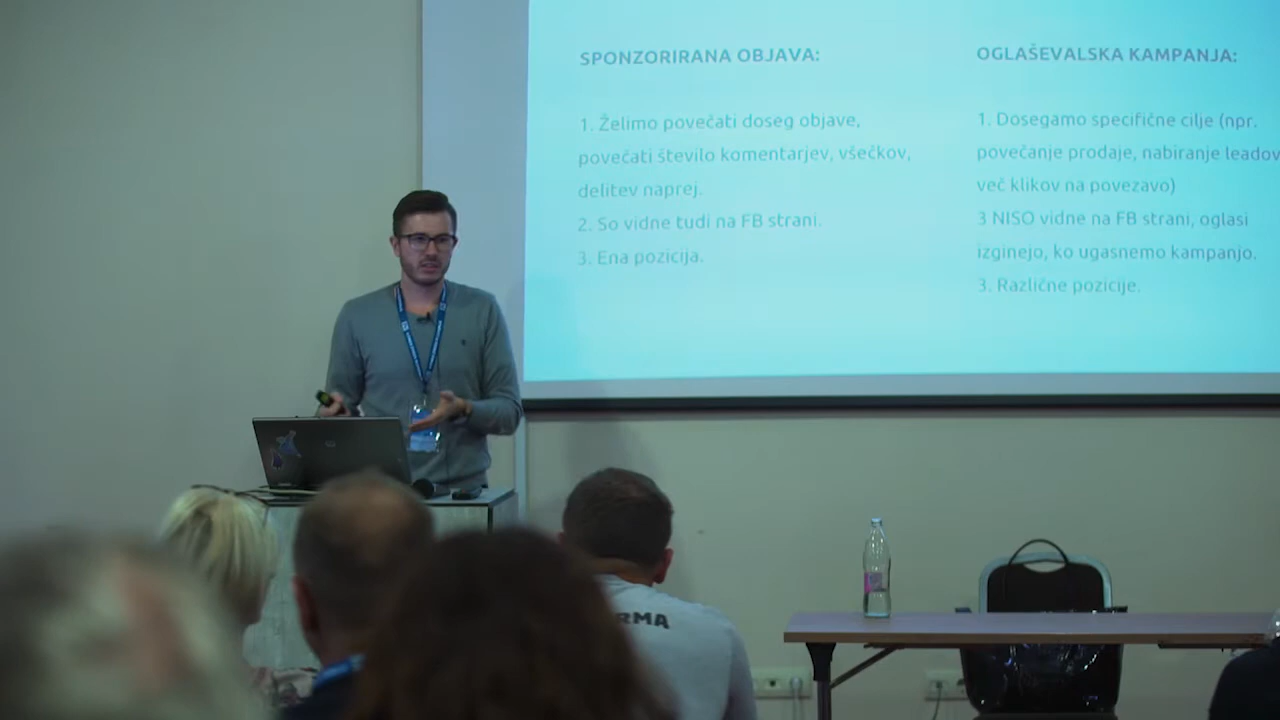 SPONZORIRANA OBJAVA:
1. Želimo povečati doseg objave,
povečati število komentarjev, všečkov,
delitev naprej.
2. So vidne tudi na FB strani.
3. Ena pozicija.
OGLAŠEVALSKA KAMPANJA:
1. Dosegamo specifične cilje (npr.
povečanje prodaje, nabiranje leadov
več klikov na povezavo)
3 NISO vidne na FB strani, oglasi
izginejo, ko ugasnemo kampanjo.
3. Različne pozicije.
RMA